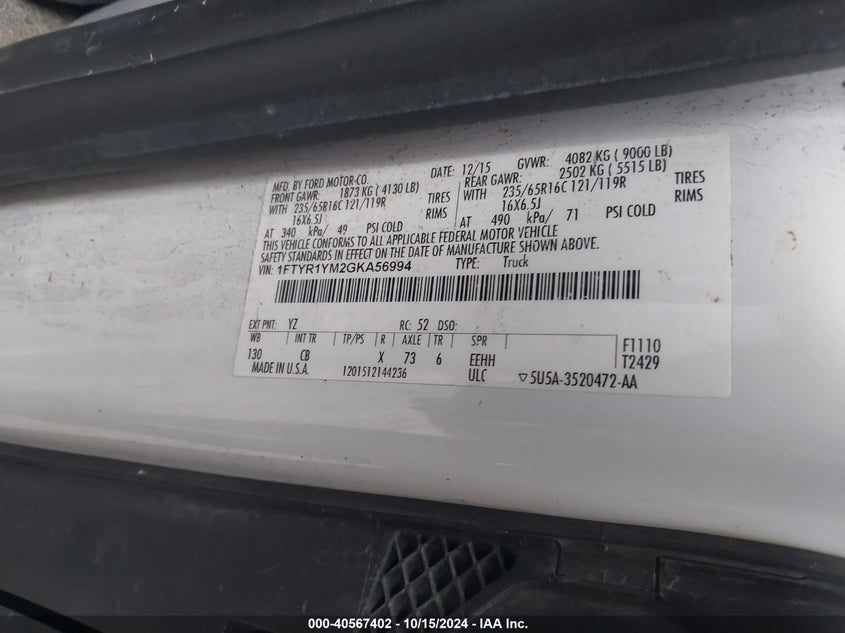 MFD. BY FORD MOTOR-CO. DATE: 12/15 GVWR: 4082 KG ( 9000 LB)
FRONT GAWR: 1873 KG ( 4130 LB) REAR GAWR: 2502 KG ( 5515 LB)
WITH 235/65R16C 121/119R TIRES WITH 235/65R16C 121/119R TIRES
16X6.5J RIMS 16X6.5J RIMS
AT 340 kPa/ 49 PSI COLD AT 490 kPa/ 71 PSI COLD
THIS VEHICLE CONFORMS TO ALL APPLICABLE FEDERAL MOTOR VEHICLE
SAFETY STANDARDS IN EFFECT ON THE DATE OF MANUFACTURE SHOWN ABOVE.
VIN: 1FTYR1YM2GKA56994 TYPE: Truck
EXT PNT: YZ RC: 52 DSO:
WB INT TR TP/PS R AXLE TR SPR F1110
130 CB X 73 6 EEHH T2429
MADE IN U.S.A. 1201512144236 ULC ▽5U5A-3520472-AA
000-40567402 - 10/15/2024 - IAA Inc.